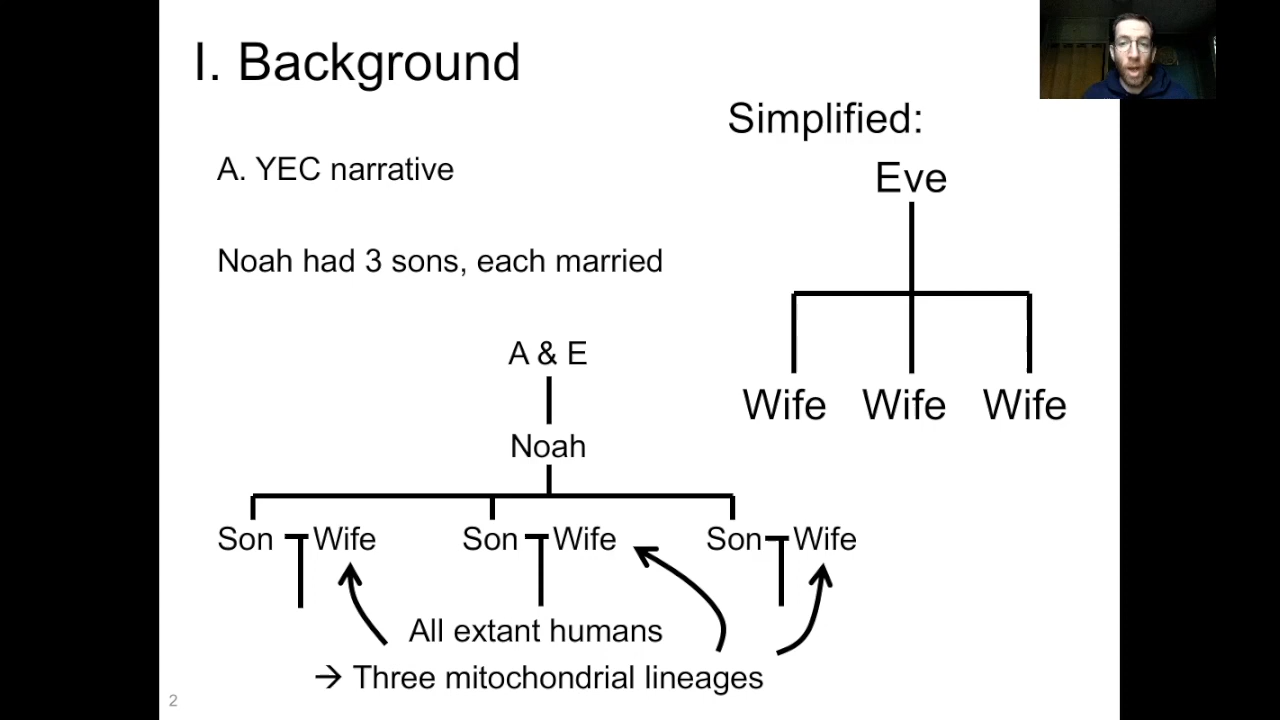 I. Background
Simplified:
A. YEC narrative
Eve
Noah had 3 sons, each married
A & E
Wife Wife Wife
Noah
Son Wife Son Wife Son Wife
All extant humans
→ Three mitochondrial lineages
2